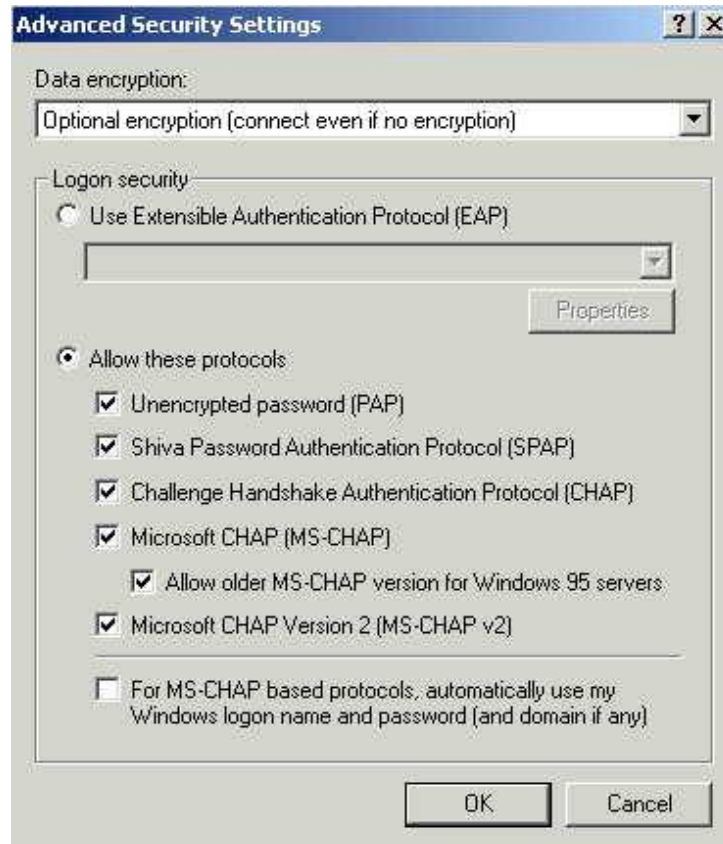 Advanced Security Settings
Data encryption:
Optional encryption (connect even if no encryption)
Logon security
Use Extensible Authentication Protocol (EAP)
Properties
Allow these protocols
Unencrypted password (PAP)
Shiva Password Authentication Protocol (SPAP)
Challenge Handshake Authentication Protocol (CHAP)
Microsoft CHAP (MS-CHAP)
Allow older MS-CHAP version for Windows 95 servers
Microsoft CHAP Version 2 (MS-CHAP v2)
For MS-CHAP based protocols, automatically use my
Windows logon name and password (and domain if any)
OK Cancel